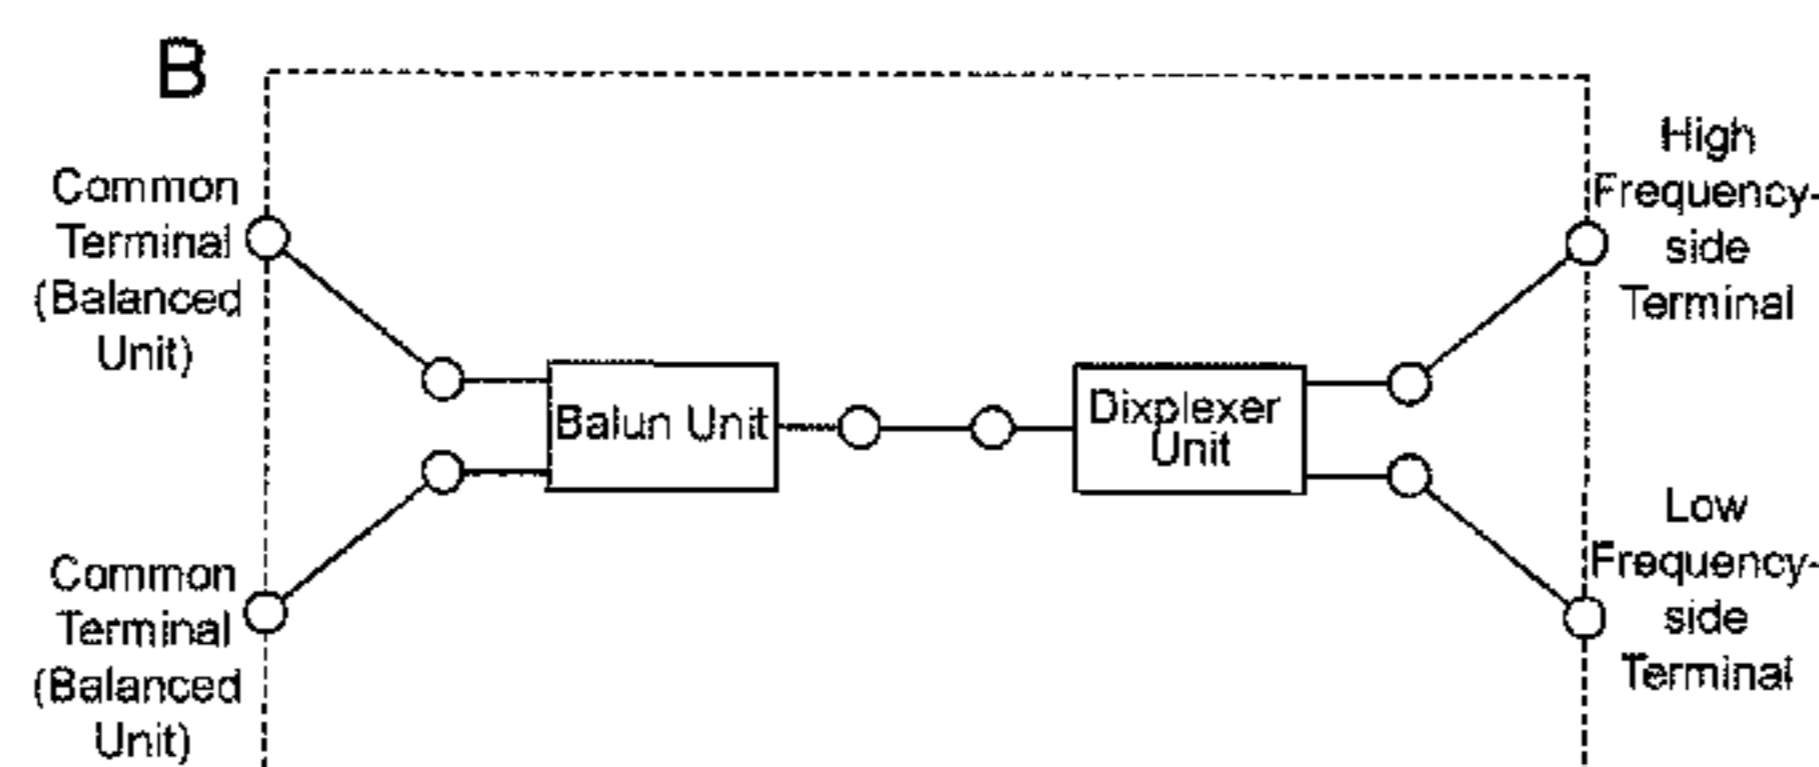 B
Common
Terminal
(Balanced
Unit)
High
Frequency-
side
Terminal
Balun Unit
Dixplexer
Unit
Common
Terminal
(Balanced
Unit)
Low
Frequency-
side
Terminal